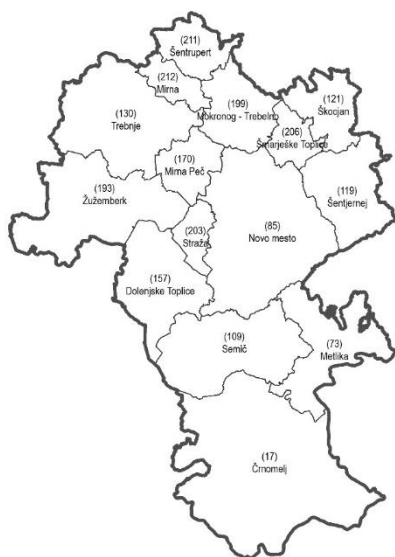 (211)
Šentrupert
(212)
Mirna
(199)
Mokronog - Trebelno
(121)
Škocjan
(130)
Trebnje
(206)
Šmarješke Toplice
(170)
Mirna Peč
(193)
Žužemberk
(119)
Šentjernej
(203)
Straža
(85)
Novo mesto
(157)
Dolenjske Toplice
(109)
Semič
(73)
Metlika
(17)
Črnomelj